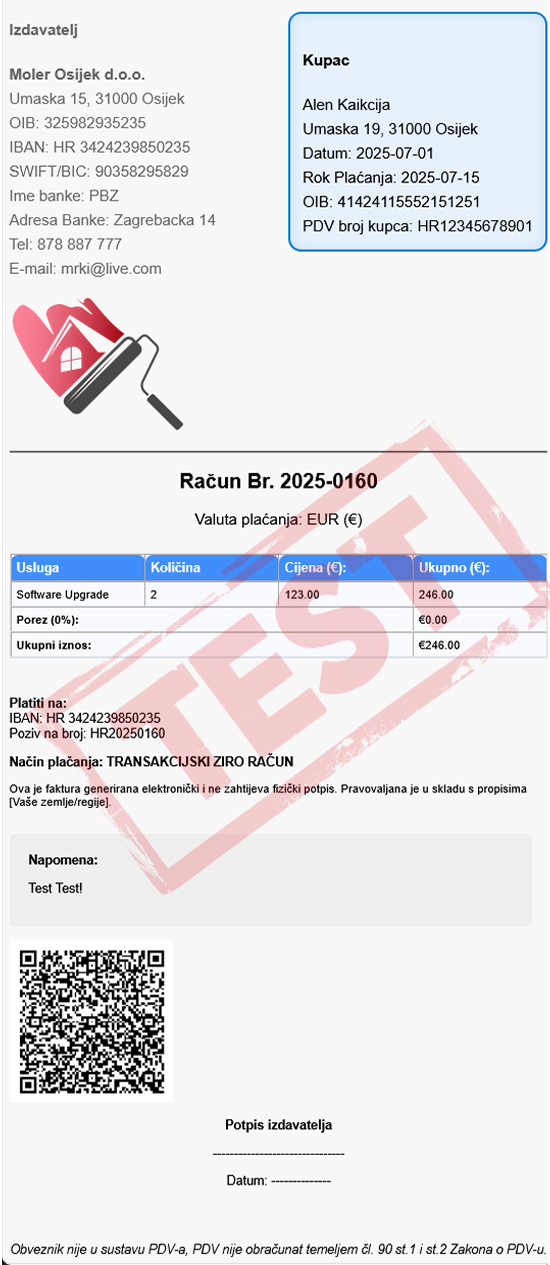 Izdavatelj
Moler Osijek d.o.o.
Umaska 15, 31000 Osijek
OIB: 325982935235
IBAN: HR 3424239850235
SWIFT/BIC: 90358295829
Ime banke: PBZ
Adresa Banke: Zagrebacka 14
Tel: 878 887 777
E-mail: mrki@live.com
Kupac
Alen Kaikcija
Umaska 19, 31000 Osijek
Datum: 2025-07-01
Rok Plaćanja: 2025-07-15
OIB: 41424115552151251
PDV broj kupca: HR12345678901
Račun Br. 2025-0160
Valuta plaćanja: EUR (€)
Usluga Količina Cijena (€): Ukupno (€):
Software Upgrade 2 123.00 246.00
Porez (0%): €0.00
Ukupni iznos: €246.00
TEST
Platiti na:
IBAN: HR 3424239850235
Poziv na broj: HR20250160
Način plačanja: TRANSAKCIJSKI ZIRO RAČUN
Ova je faktura generirana elektronički i ne zahtijeva fizički potpis. Pravovaljana je u skladu s propisima
[Vaše zemlje/regije].
Napomena:
Test Test!
Potpis izdavatelja
--------------------------------
Datum: --------------
Obveznik nije u sustavu PDV-a, PDV nije obračunat temeljem čl. 90 st.1 i st.2 Zakona o PDV-u.